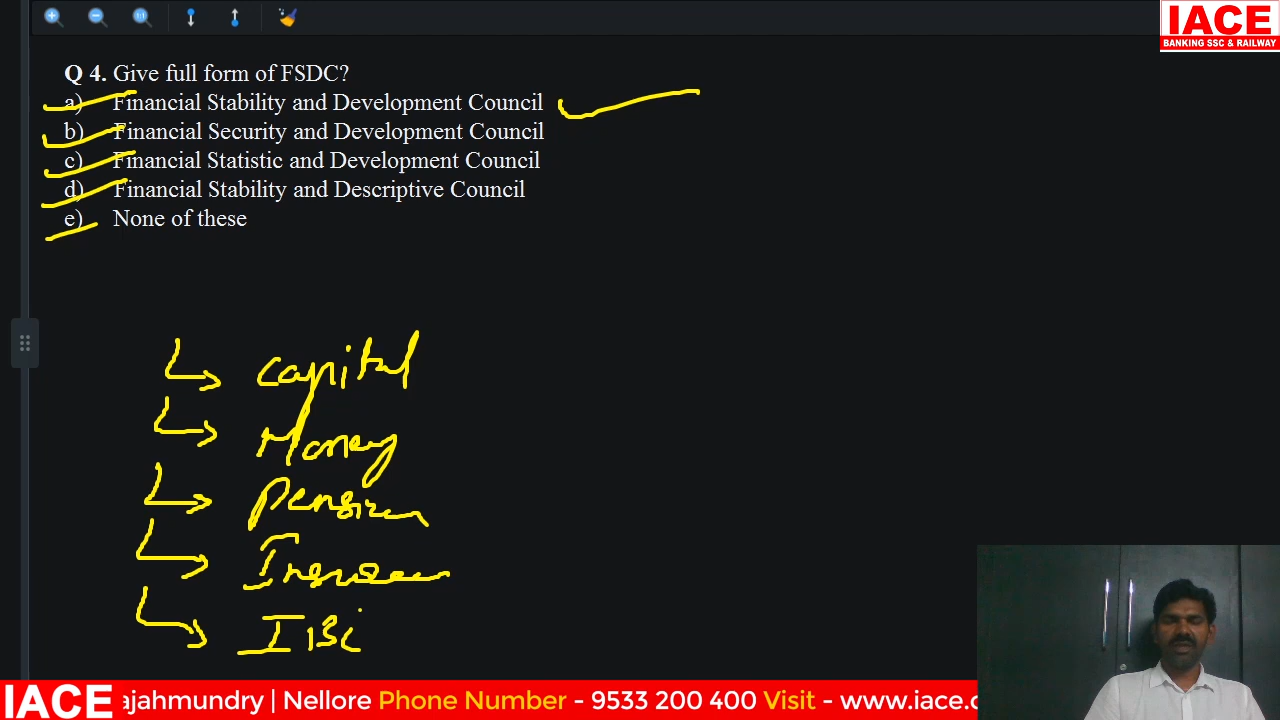 IACE
BANKING SSC & RAILWAY
1:1
Q 4. Give full form of FSDC?
a) Financial Stability and Development Council
b) Financial Security and Development Council
c) Financial Statistic and Development Council
d) Financial Stability and Descriptive Council
e) None of these
Capital
Money
Pension
IBC
IACE ajahmundry | Nellore Phone Number - 9533 200 400 Visit - www.iace.c